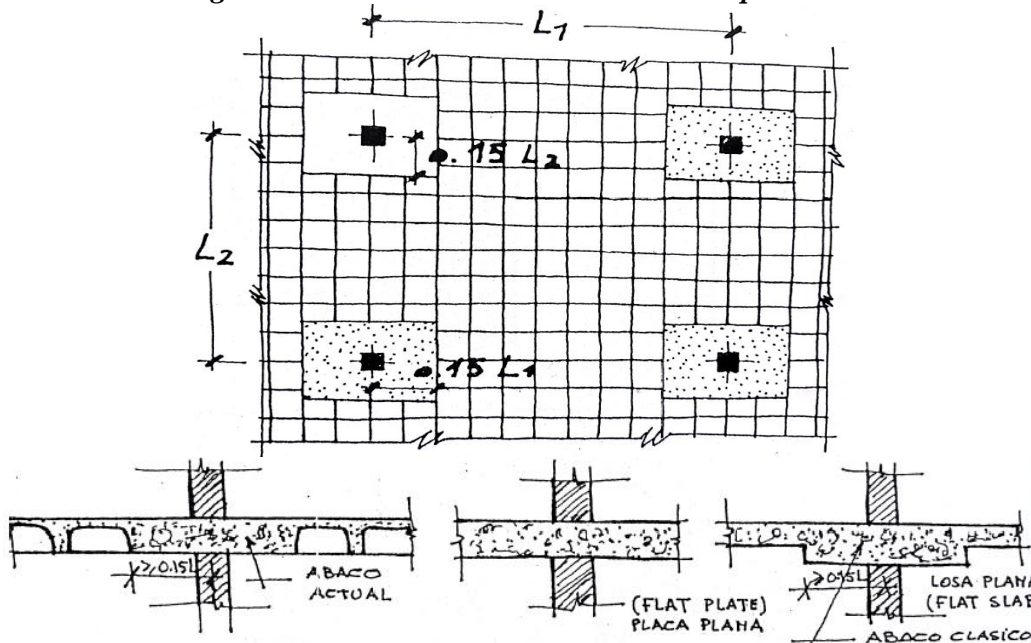 L1
0.15 L2
L2
0.15 L1
≥0.15L
ABACO
ACTUAL
(FLAT PLATE)
PLACA PLANA
≥0.15L
LOSA PLANA
(FLAT SLAB
ABACO CLASICO